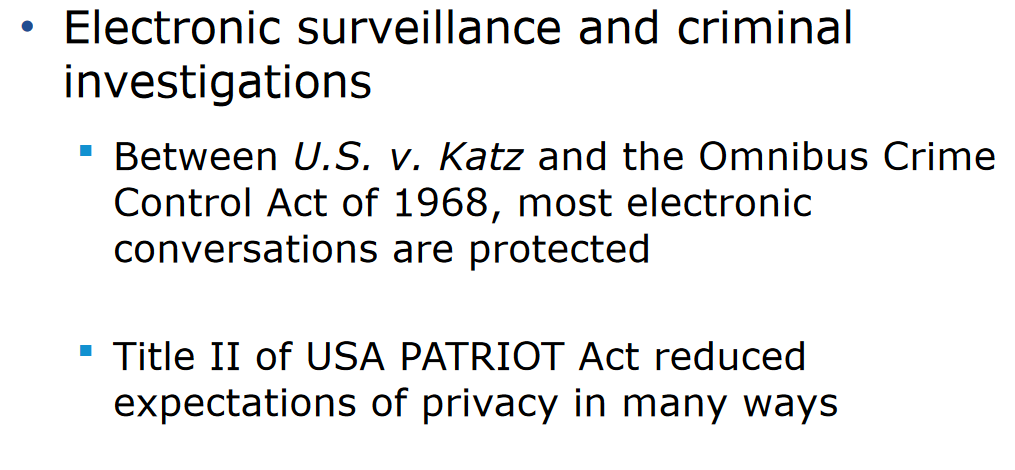 • Electronic surveillance and criminal
investigations
▪ Between U.S. v. Katz and the Omnibus Crime
Control Act of 1968, most electronic
conversations are protected
▪ Title II of USA PATRIOT Act reduced
expectations of privacy in many ways